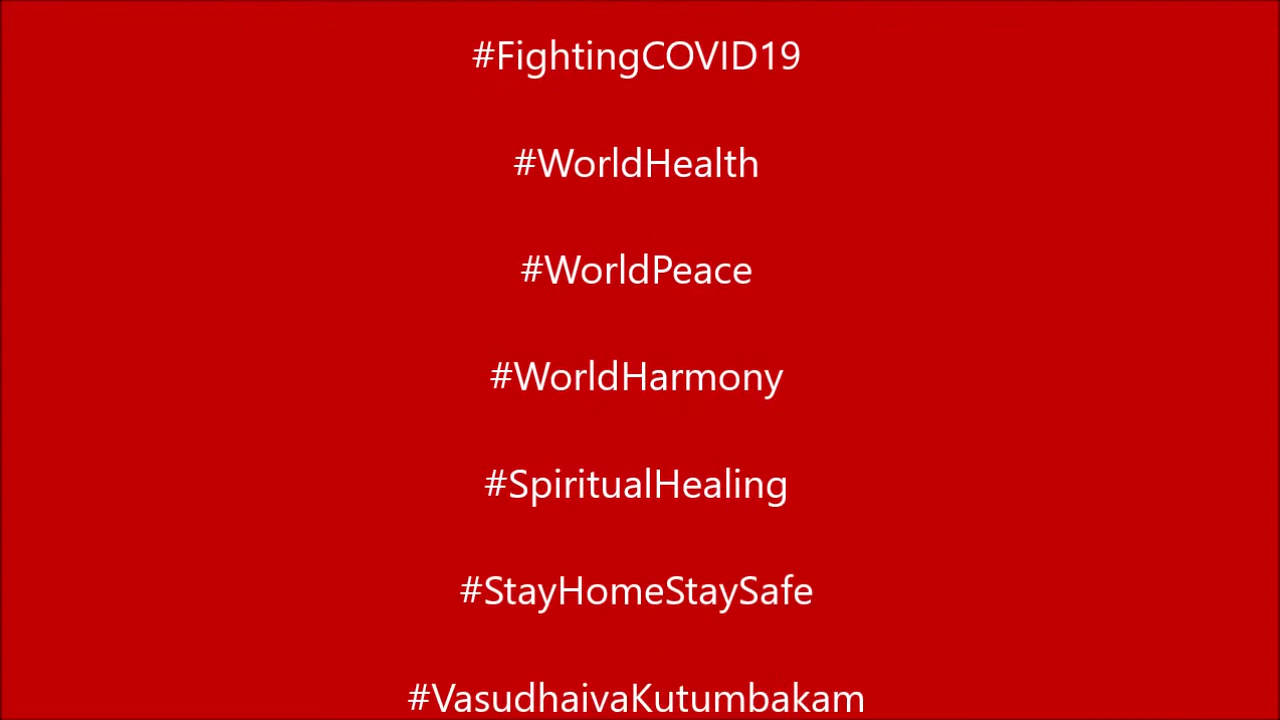 #FightingCOVID19
#WorldHealth
#WorldPeace
#WorldHarmony
#SpiritualHealing
#StayHomeStaySafe
#VasudhaivaKutumbakam